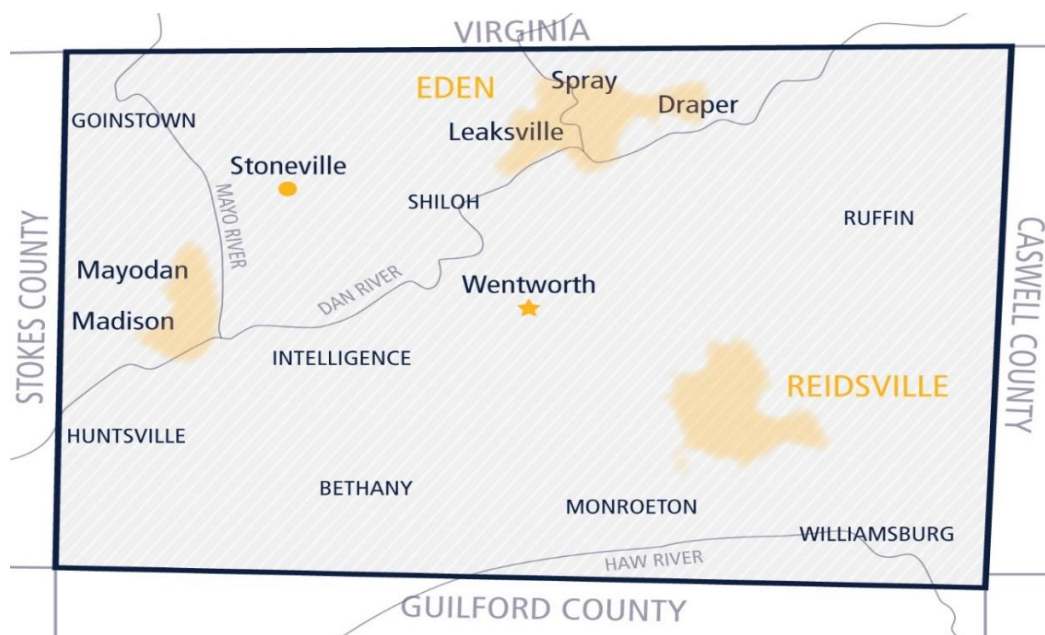 VIRGINIA
EDEN
Spray
Draper
GOINSTOWN
Leaksville
Stoneville
MAYO RIVER
SHILOH
RUFFIN
STOKES COUNTY
CASWELL COUNTY
Mayodan
DAN RIVER
Wentworth
Madison
INTELLIGENCE
REIDSVILLE
HUNTSVILLE
BETHANY
MONROETON
WILLIAMSBURG
HAW RIVER
GUILFORD COUNTY